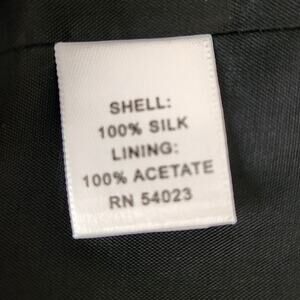 SHELL:
100% SILK
LINING:
100% ACETATE
RN 54023